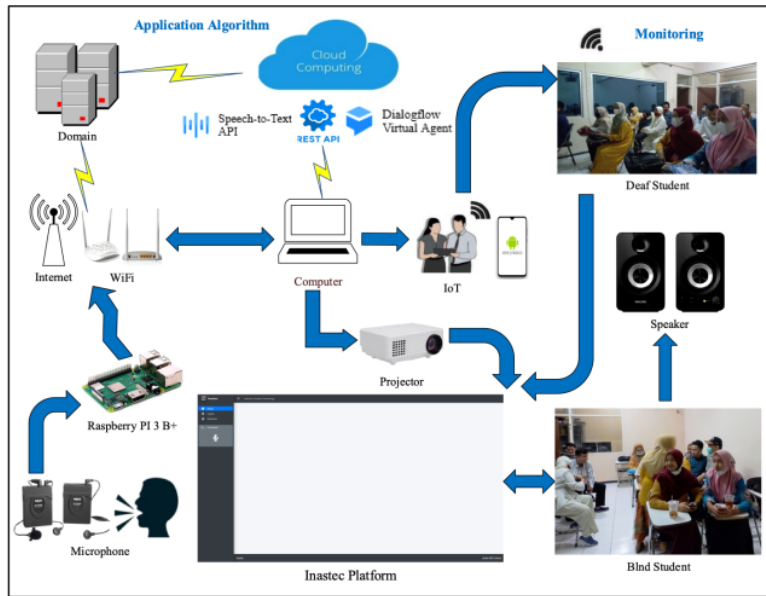 Application Algorithm
Monitoring
Cloud
Computing
Speech-to-Text
API
REST API
Dialogflow
Virtual Agent
Domain
Deaf Student
Internet
WiFi
Computer
IoT
ANDROID
Speaker
Projector
Raspberry PI 3 B+
Microphone
Inastec Platform
Blnd Student